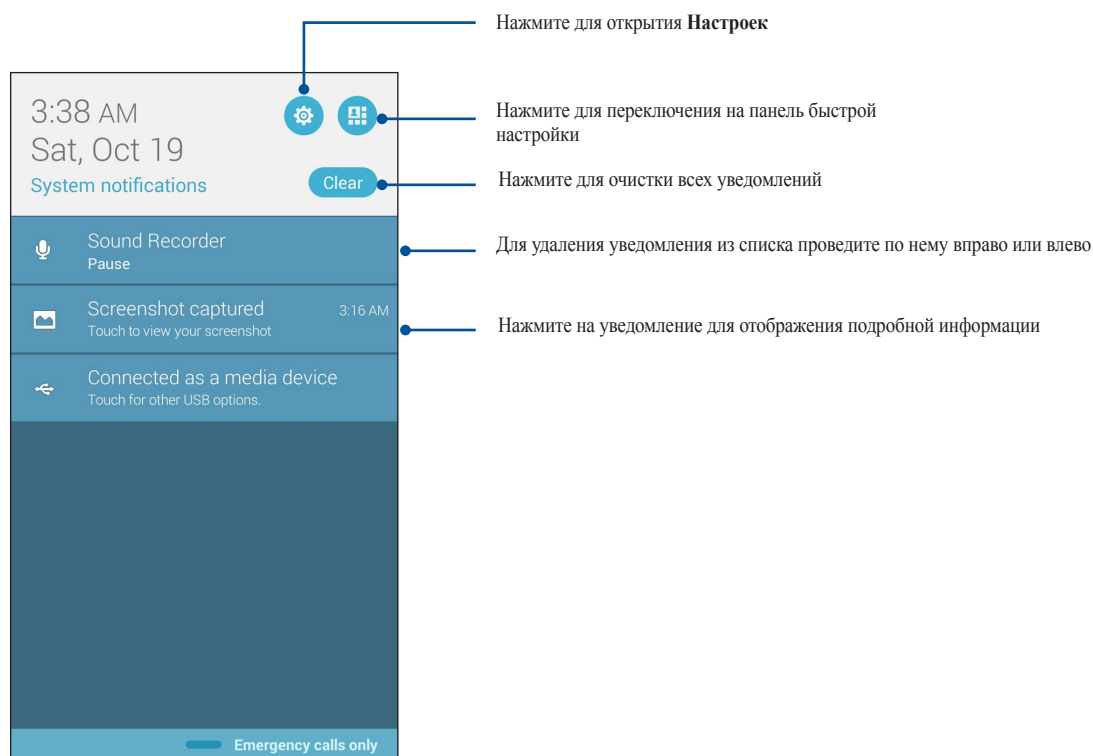 Нажмите для открытия Настроек
3:38 AM
Нажмите для переключения на панель быстрой
настройки
Sat, Oct 19
System notifications
Clear
Нажмите для очистки всех уведомлений
Sound Recorder
Pause
Для удаления уведомления из списка проведите по нему вправо или влево
Screenshot captured
3:16 AM
Touch to view your screenshot
Нажмите на уведомление для отображения подробной информации
Connected as a media device
Touch for other USB options.
Emergency calls only